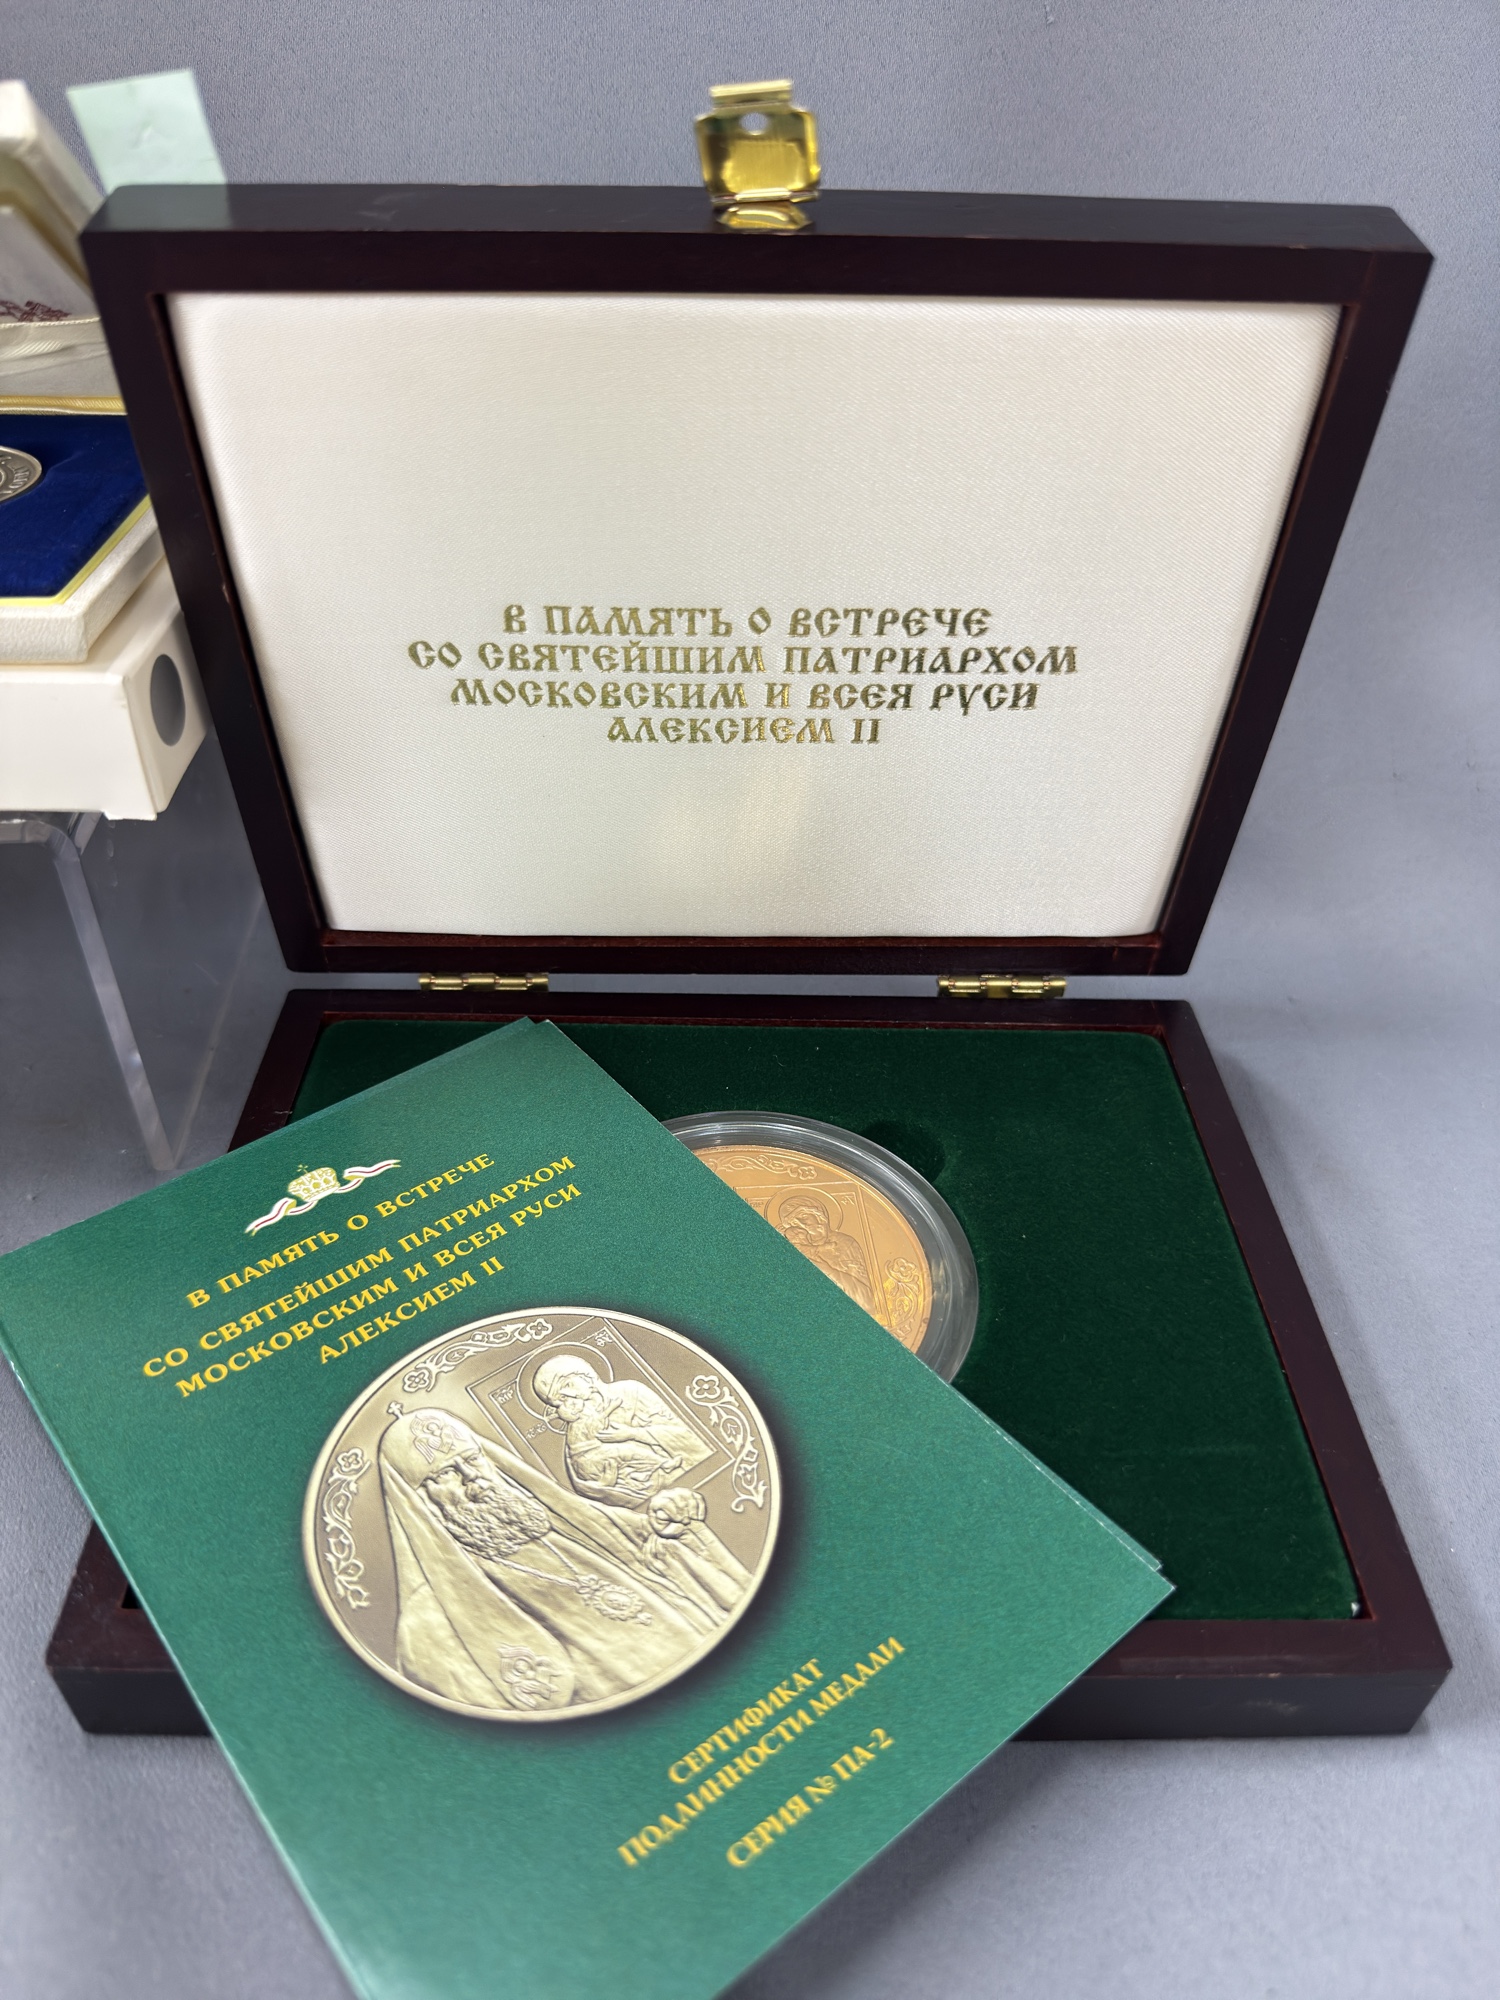 В ПАМЯТЬ О ВСТРЕЧЕ
СО СВЯТЕЙШИМ ПАТРИАРХОМ
МОСКОВСКИМ И ВСЕЯ РУСИ
АЛЕКСИЕМ II
В ПАМЯТЬ О ВСТРЕЧЕ
СО СВЯТЕЙШИМ ПАТРИАРХОМ
МОСКОВСКИМ И ВСЕЯ РУСИ
АЛЕКСИЕМ II
СЕРТИФИКАТ
ПОДЛИННОСТИ МЕДАЛИ
СЕРИЯ № ПА-2